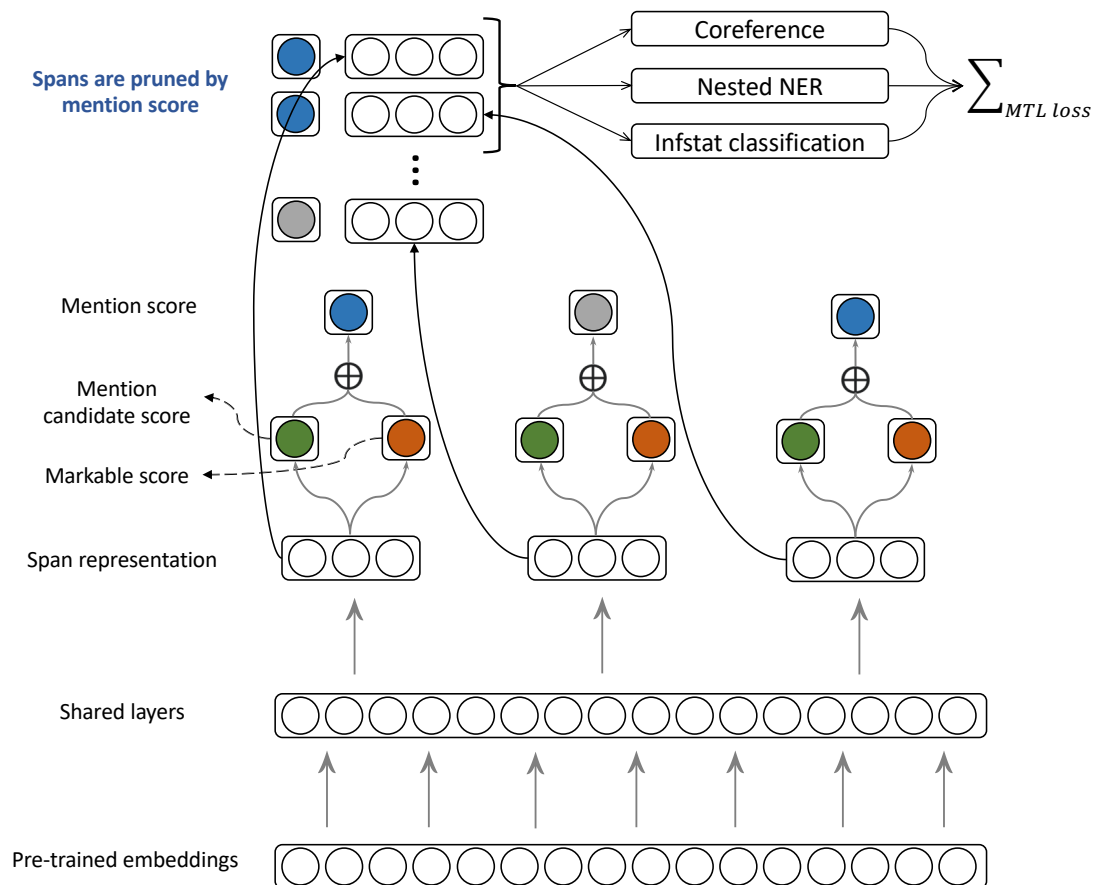 Coreference
Spans are pruned by
mention score
Nested NER
∑MTL loss
Infstat classification
Mention score
Mention
candidate score
Markable score
Span representation
Shared layers
Pre-trained embeddings